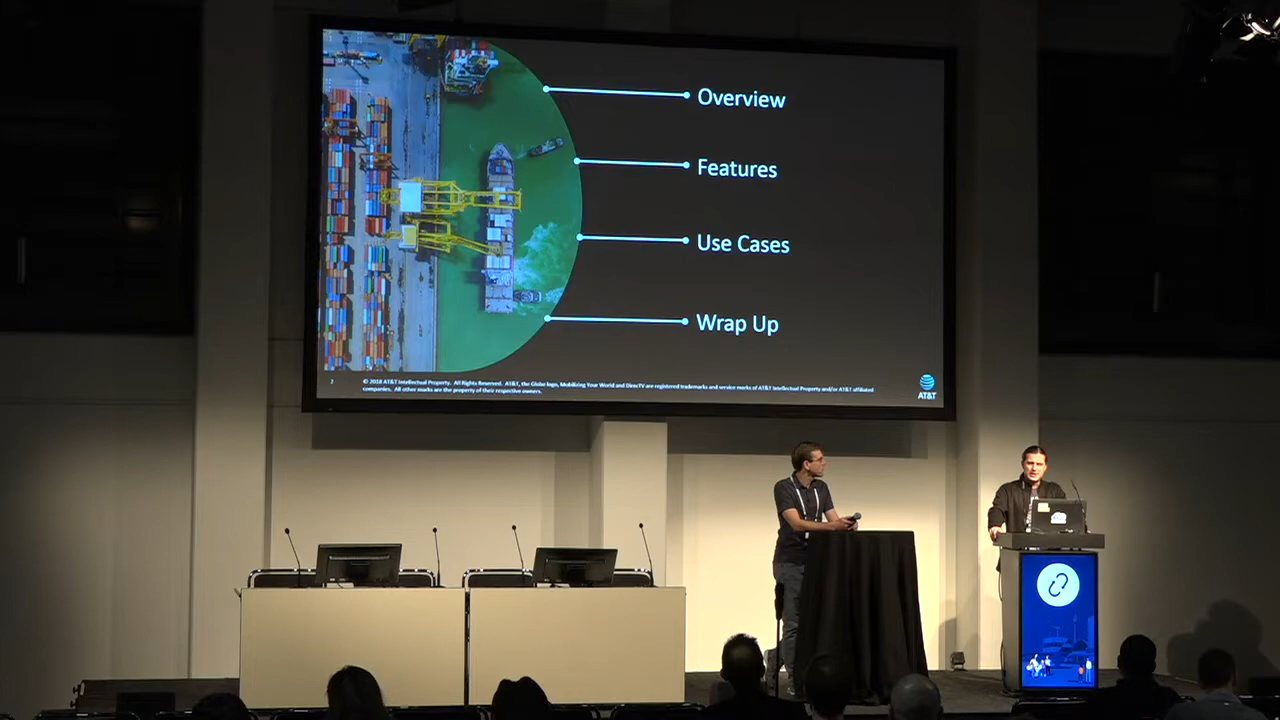 Overview
Features
Use Cases
Wrap Up
2 © 2018 AT&T Intellectual Property. All Rights Reserved. AT&T, the Globe logo, Mobilizing Your World and DirecTV are registered trademarks and service marks of AT&T Intellectual Property and/or AT&T affiliated
companies. All other marks are the property of their respective owners.
AT&T